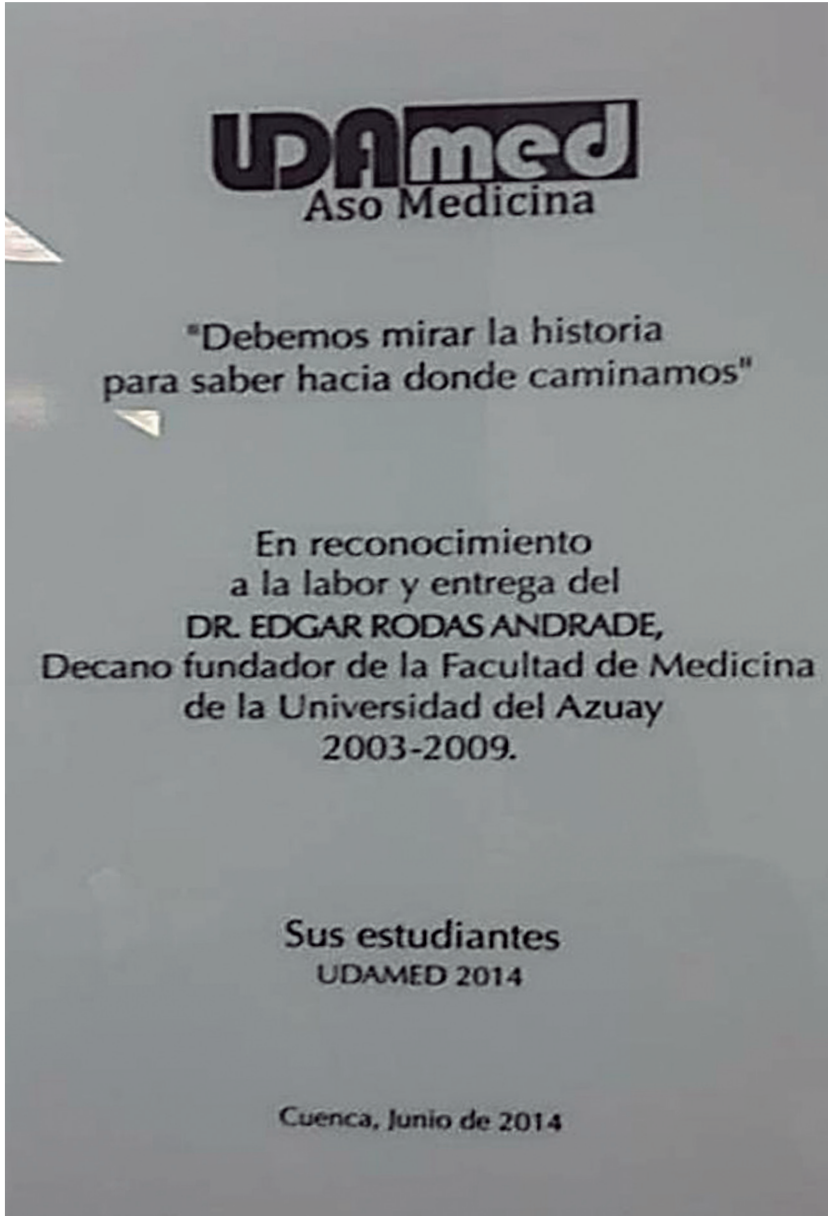 UDAmed
Aso Medicina
"Debemos mirar la historia
para saber hacia donde caminamos"
En reconocimiento
a la labor y entrega del
DR. EDGAR RODAS ANDRADE,
Decano fundador de la Facultad de Medicina
de la Universidad del Azuay
2003-2009.
Sus estudiantes
UDAMED 2014
Cuenca, Junio de 2014